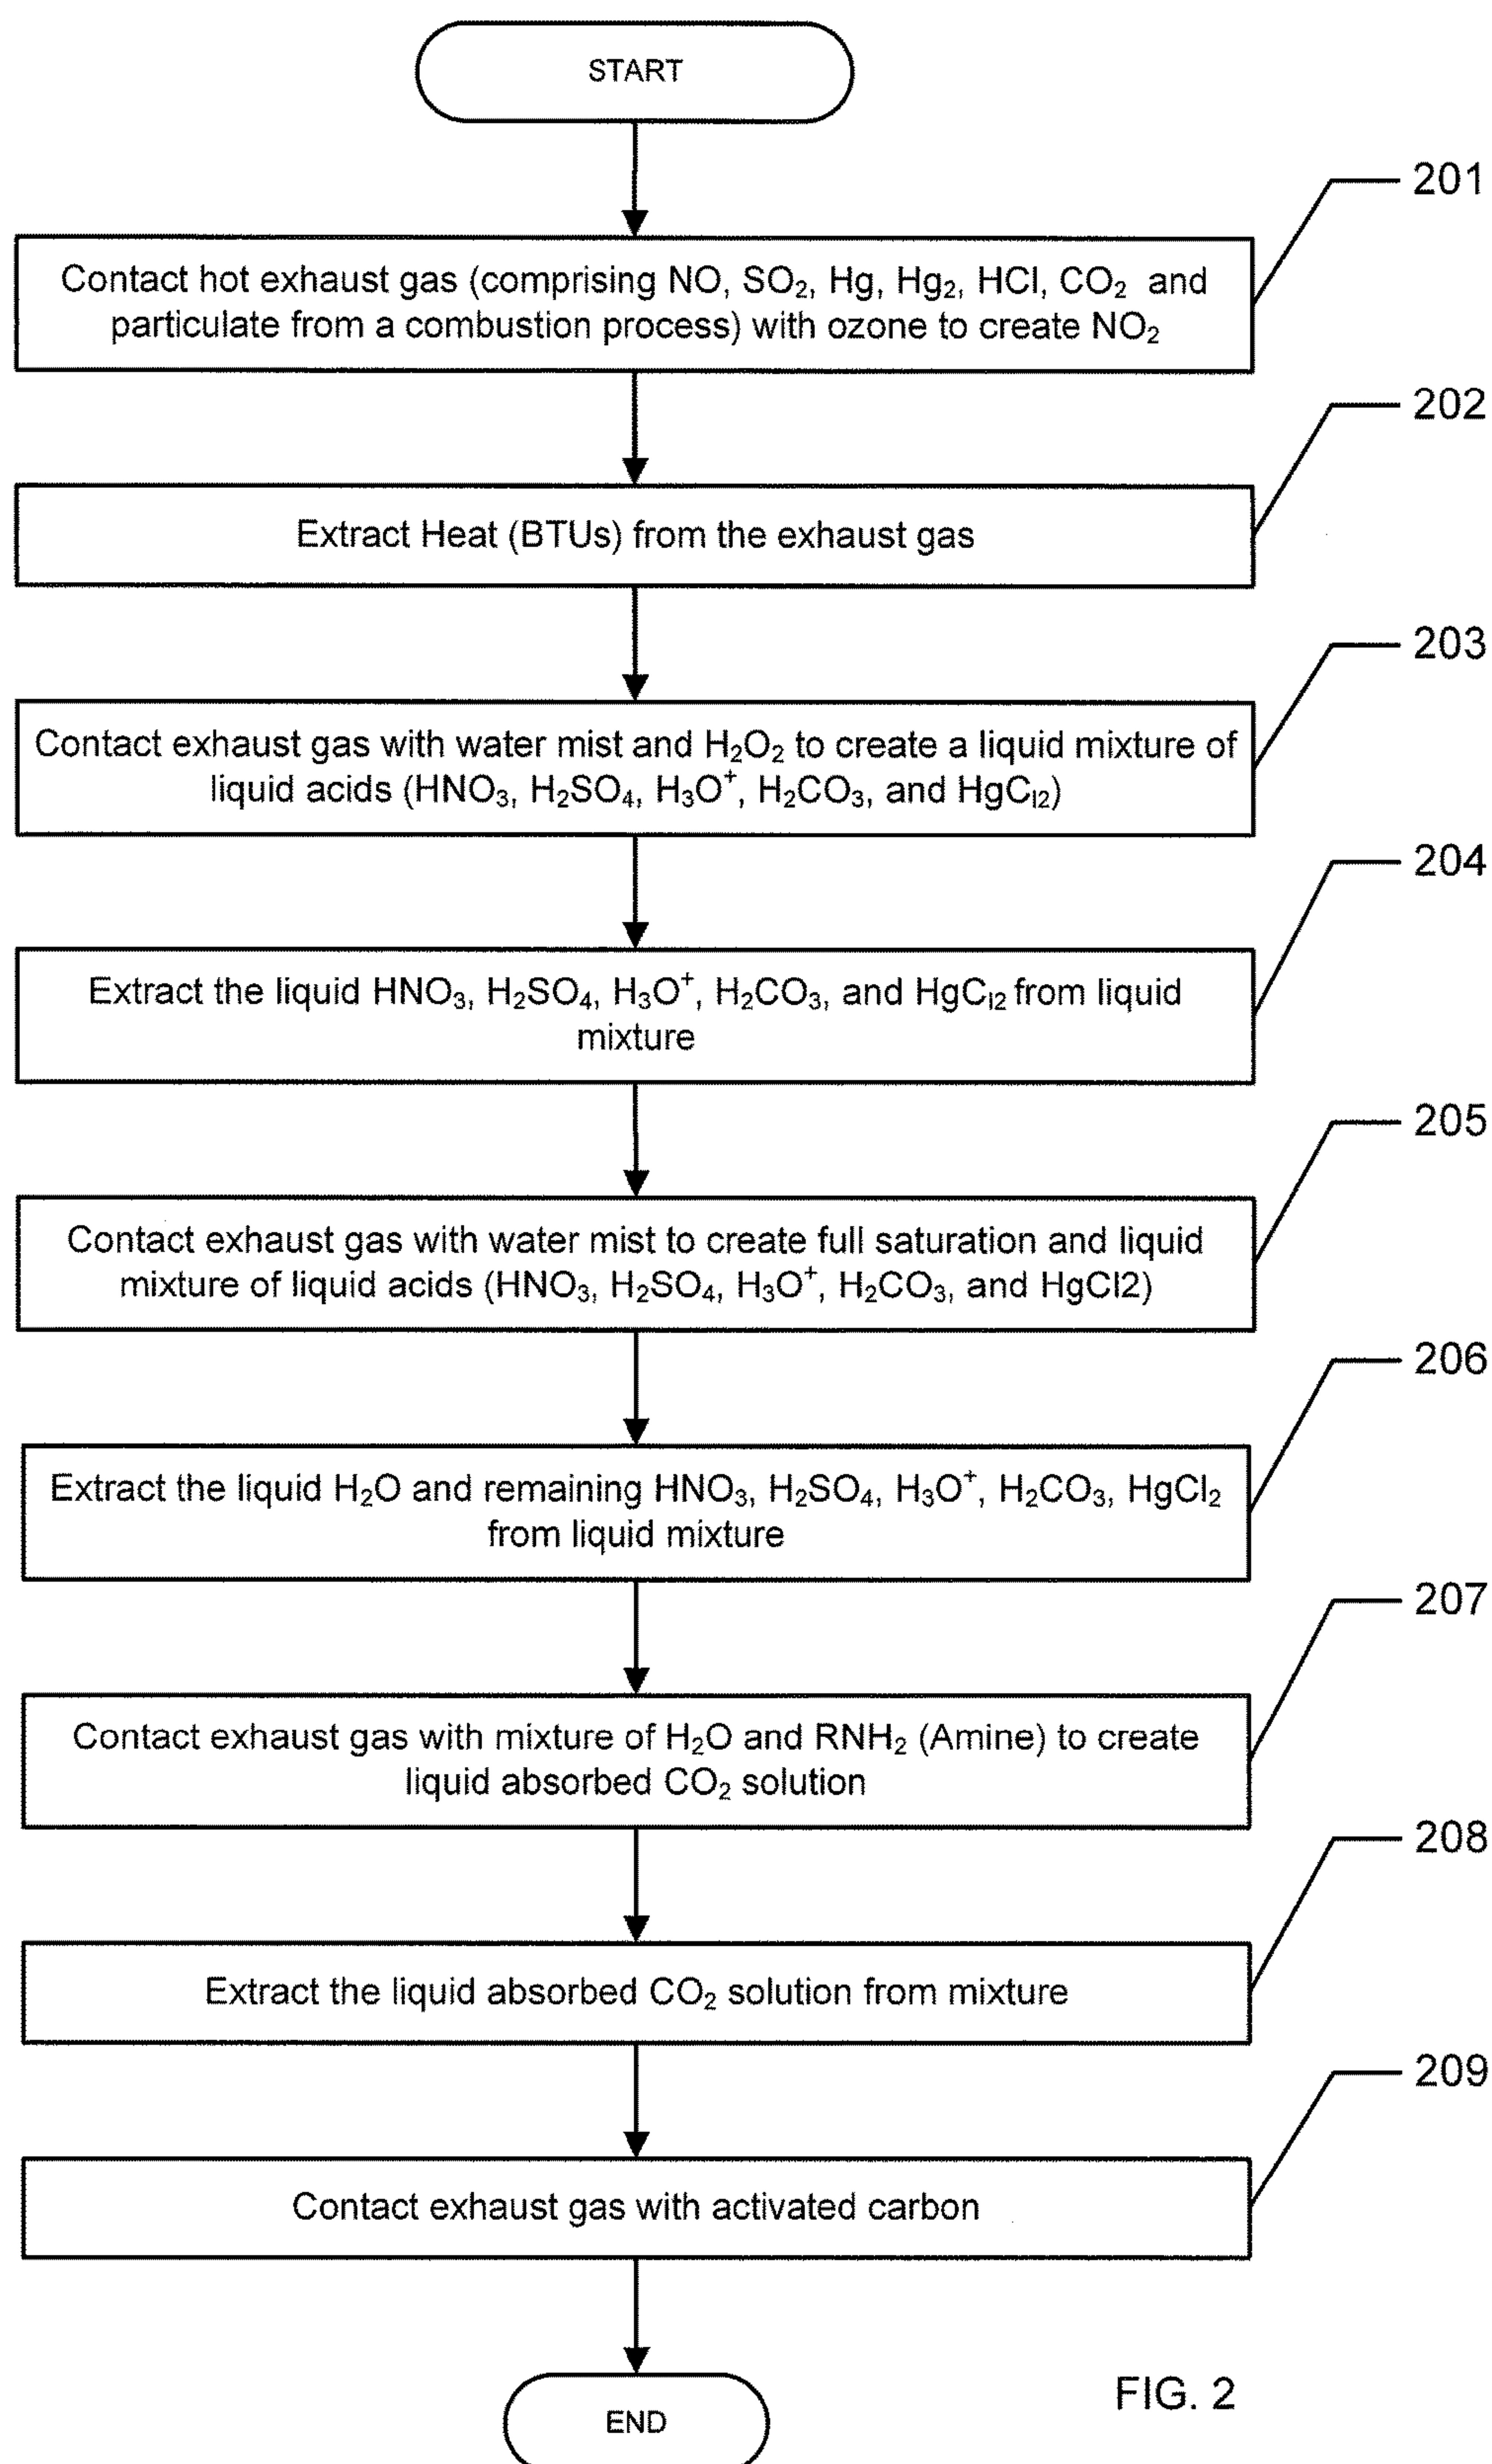 START
201
Contact hot exhaust gas (comprising NO, SO₂, Hg, Hg₂, HCl, CO₂ and
particulate from a combustion process) with ozone to create NO₂
202
Extract Heat (BTUs) from the exhaust gas
203
Contact exhaust gas with water mist and H₂O₂ to create a liquid mixture of
liquid acids (HNO₃, H₂SO₄, H₃O⁺, H₂CO₃, and HgCₗ₂)
204
Extract the liquid HNO₃, H₂SO₄, H₃O⁺, H₂CO₃, and HgCₗ₂ from liquid
mixture
205
Contact exhaust gas with water mist to create full saturation and liquid
mixture of liquid acids (HNO₃, H₂SO₄, H₃O⁺, H₂CO₃, and HgCl2)
206
Extract the liquid H₂O and remaining HNO₃, H₂SO₄, H₃O⁺, H₂CO₃, HgCl₂
from liquid mixture
207
Contact exhaust gas with mixture of H₂O and RNH₂ (Amine) to create
liquid absorbed CO₂ solution
208
Extract the liquid absorbed CO₂ solution from mixture
209
Contact exhaust gas with activated carbon
END
FIG. 2